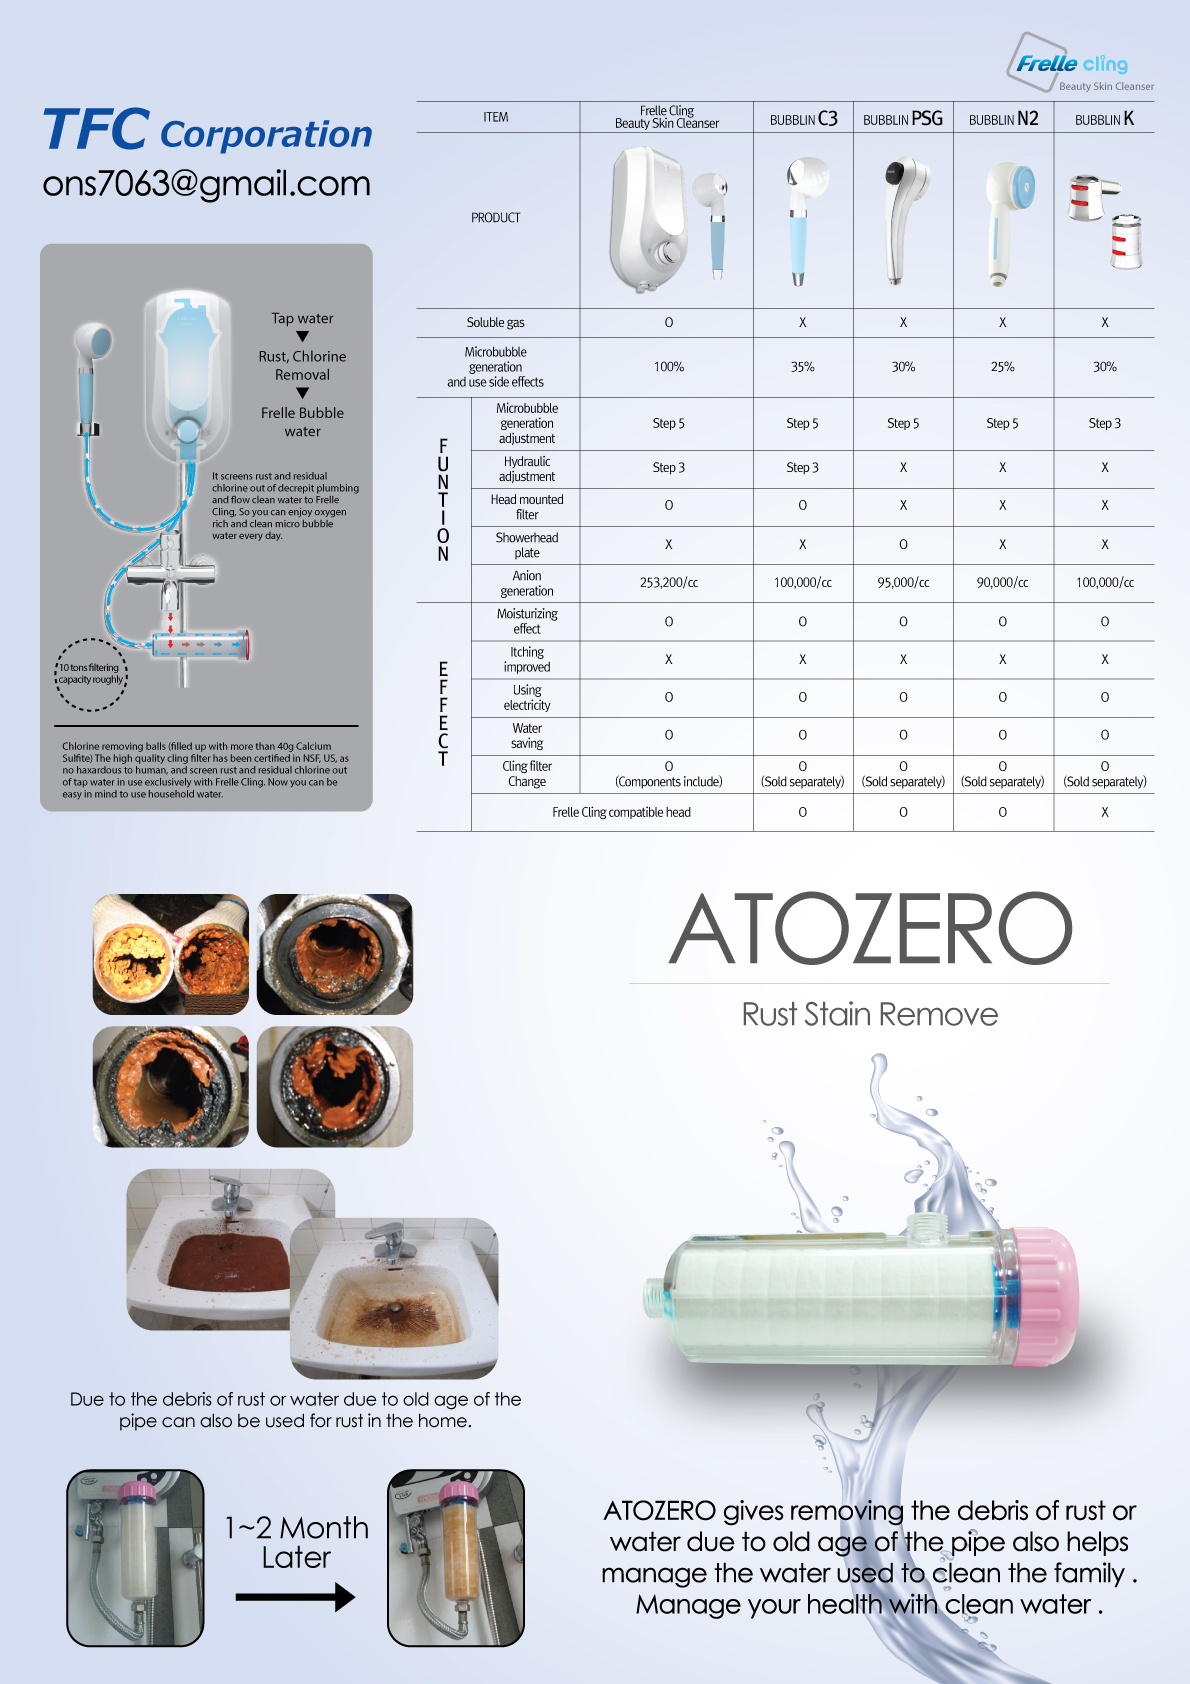 Frelle cling
Beauty Skin Cleanser
TFC Corporation
ons7063@gmail.com
Tap water
▼
Rust, Chlorine
Removal
▼
Frelle Bubble
water
It screens rust and residual
chlorine out of decrepit plumbing
and flow clean water to Frelle
Cling, So you can enjoy oxygen
rich and clean micro bubble
water every day.
10 tons filtering
capacity roughly
Chlorine removing balls (filled up with more than 40g Calcium
Sulfite) The high quality cling filter has been certified in NSF, US, as
no haxardous to human, and screen rust and residual chlorine out
of tap water in use exclusively with Frelle Cling. Now you can be
easy in mind to use household water.
ITEM
Frelle Cling
Beauty Skin Cleanser
BUBBLIN C3
BUBBLIN PSG
BUBBLIN N2
BUBBLIN K
PRODUCT
Soluble gas O X X X X
Microbubble
generation
and use side effects
100% 35% 30% 25% 30%
FUNTION
Microbubble
generation
adjustment
Step 5 Step 5 Step 5 Step 5 Step 3
Hydraulic
adjustment
Step 3 Step 3 X X X
Head mounted
filter
O O X X X
Showerhead
plate
X X O X X
Anion
generation
253,200/cc 100,000/cc 95,000/cc 90,000/cc 100,000/cc
EFFECT
Moisturizing
effect
O O O O O
Itching
improved
X X X X X
Using
electricity
O O O O O
Water
saving
O O O O O
Cling filter
Change
O O O O O
(Components include) (Sold separately) (Sold separately) (Sold separately) (Sold separately)
Frelle Cling compatible head O O O X
ATOZERO
Rust Stain Remove
Due to the debris of rust or water due to old age of the
pipe can also be used for rust in the home.
1~2 Month
Later
ATOZERO gives removing the debris of rust or
water due to old age of the pipe also helps
manage the water used to clean the family .
Manage your health with clean water .